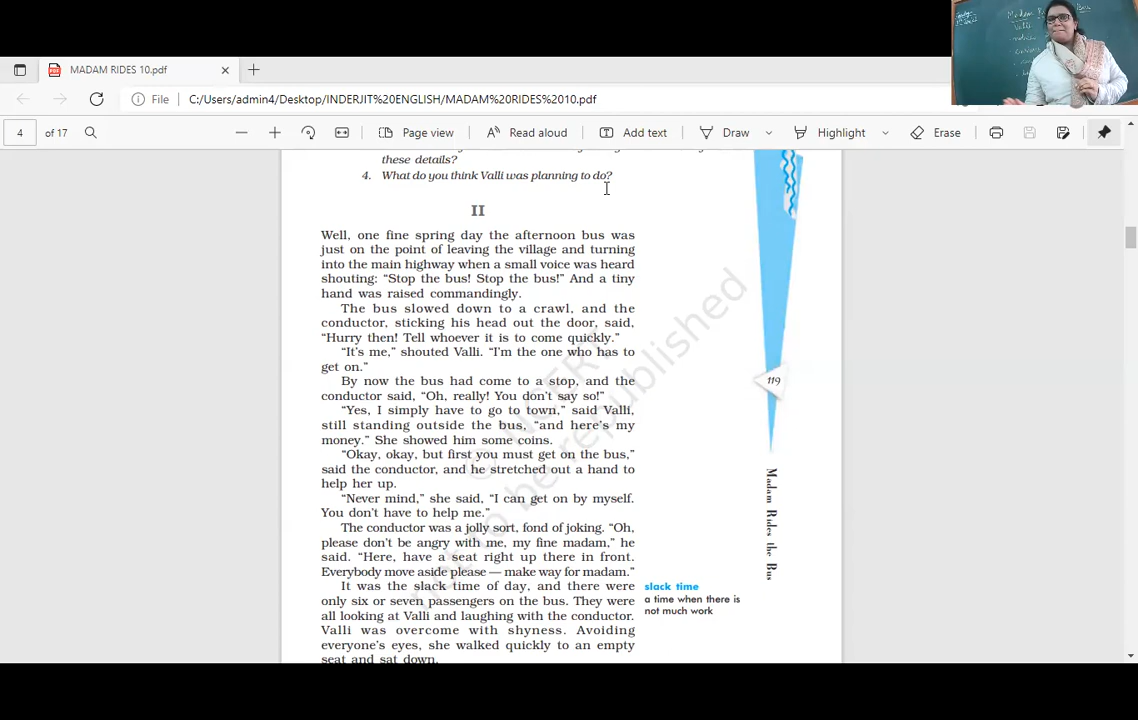 Madam
Bus
Valli
MADAM RIDES 10.pdf
File
C:/Users/admin4/Desktop/INDERJIT%20ENGLISH/MADAM%20RIDES%2010.pdf
4
of 17
Page view
Read aloud
Add text
Draw
Highlight
Erase
these details?
4. What do you think Valli was planning to do?
II
Well, one fine spring day the afternoon bus was
just on the point of leaving the village and turning
into the main highway when a small voice was heard
shouting: “Stop the bus! Stop the bus!” And a tiny
hand was raised commandingly.
The bus slowed down to a crawl, and the
conductor, sticking his head out the door, said,
“Hurry then! Tell whoever it is to come quickly.”
“It's me,” shouted Valli. “I'm the one who has to
get on.”
By now the bus had come to a stop, and the
conductor said, “Oh, really! You don't say so!”
“Yes, I simply have to go to town,” said Valli,
still standing outside the bus, “and here's my
money.” She showed him some coins.
“Okay, okay, but first you must get on the bus,”
said the conductor, and he stretched out a hand to
help her up.
“Never mind,” she said, “I can get on by myself.
You don't have to help me.”
The conductor was a jolly sort, fond of joking. “Oh,
please don't be angry with me, my fine madam,” he
said. “Here, have a seat right up there in front.
Everybody move aside please — make way for madam.”
It was the slack time of day, and there were
only six or seven passengers on the bus. They were
all looking at Valli and laughing with the conductor.
Valli was overcome with shyness. Avoiding
everyone's eyes, she walked quickly to an empty
seat and sat down.
slack time
a time when there is
not much work
119
Madam Rides the Bus
© NCERT
not to be republished